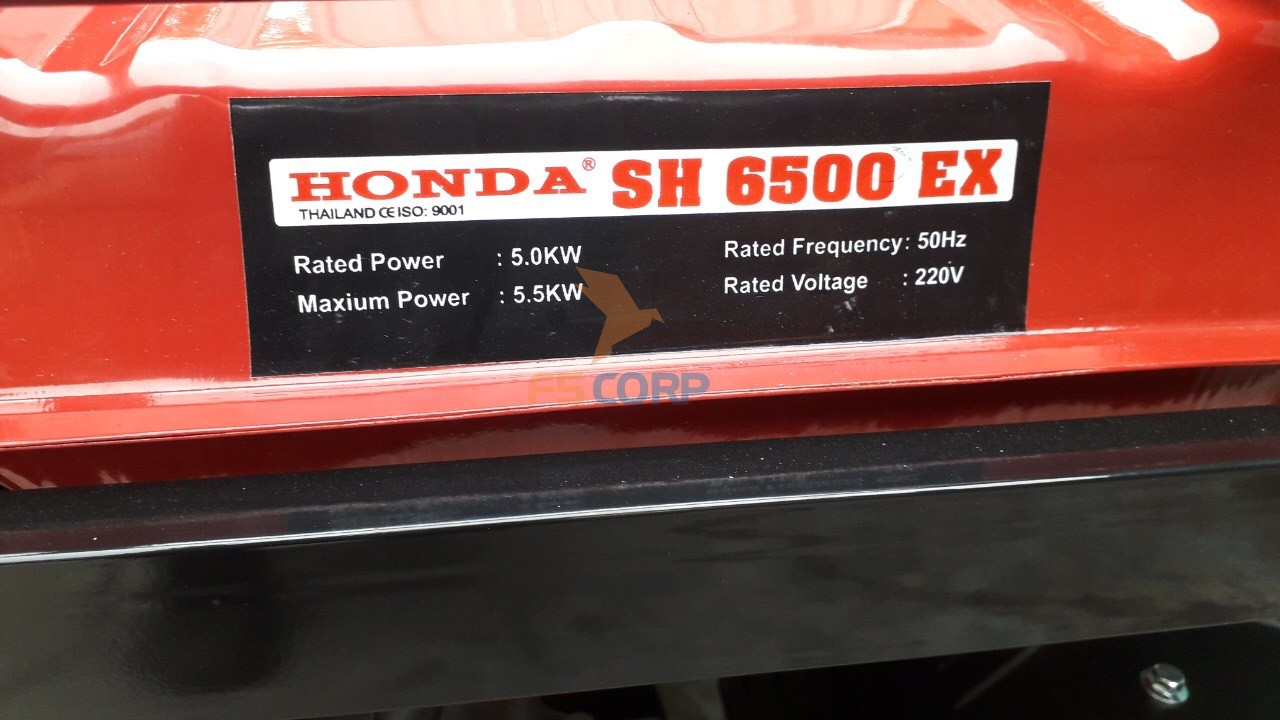 HONDA® SH 6500 EX
THAILAND CE ISO: 9001
Rated Power : 5.0KW
Maxium Power : 5.5KW
Rated Frequency: 50Hz
Rated Voltage : 220V
F5 CORP